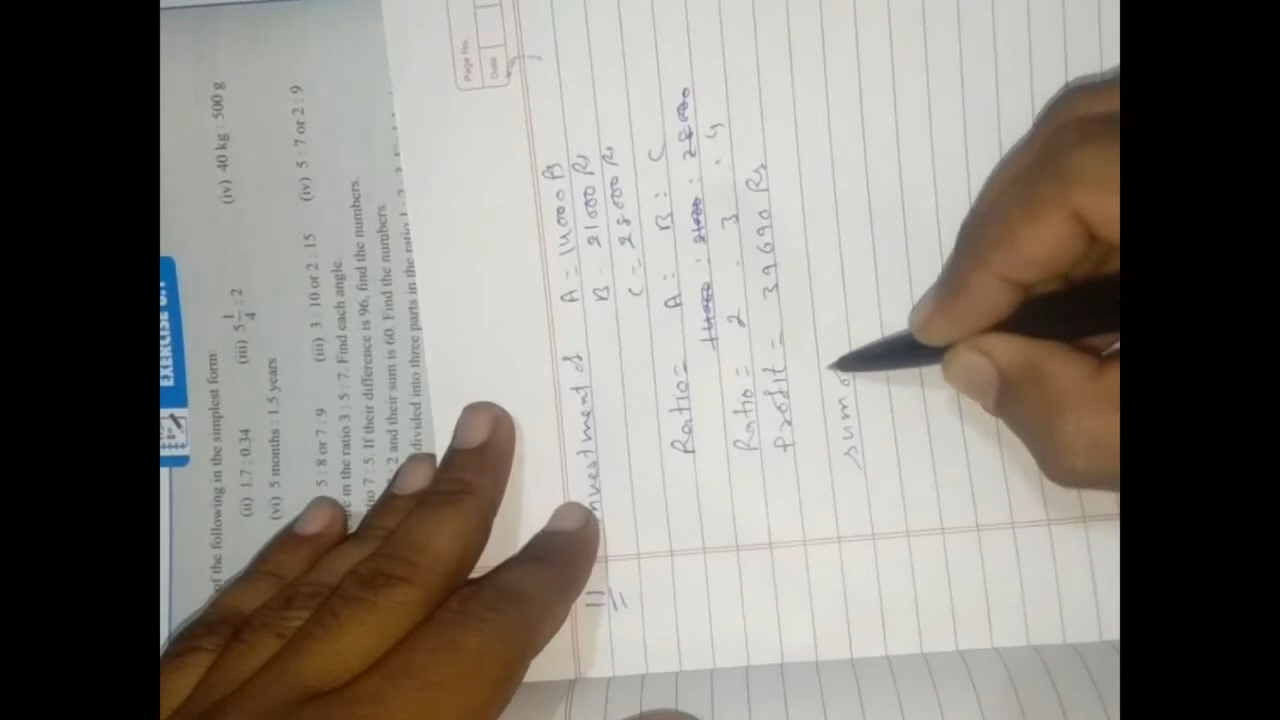 EXERCISE
of the following in the simplest form:
(ii) 1.7 : 0.34 (iii) 5 1/4 : 2 (iv) 40 kg : 500 g
(vi) 5 months : 1.5 years
5 : 8 or 7 : 9 (iii) 3 : 10 or 2 : 15 (iv) 5 : 7 or 2 : 9
in the ratio 3 : 5 : 7. Find each angle.
7 : 5. If their difference is 96, find the numbers.
: 2 and their sum is 60. Find the numbers.
divided into three parts in the ratio
Page No.
Date
11
Investment of A = 14000 Rs
B = 21000 Rs
C = 28000 Rs
Ratio = A : B : C
14000 : 21000 : 28000
Ratio = 2 : 3 : 4
Profit = 39690 Rs
sum o